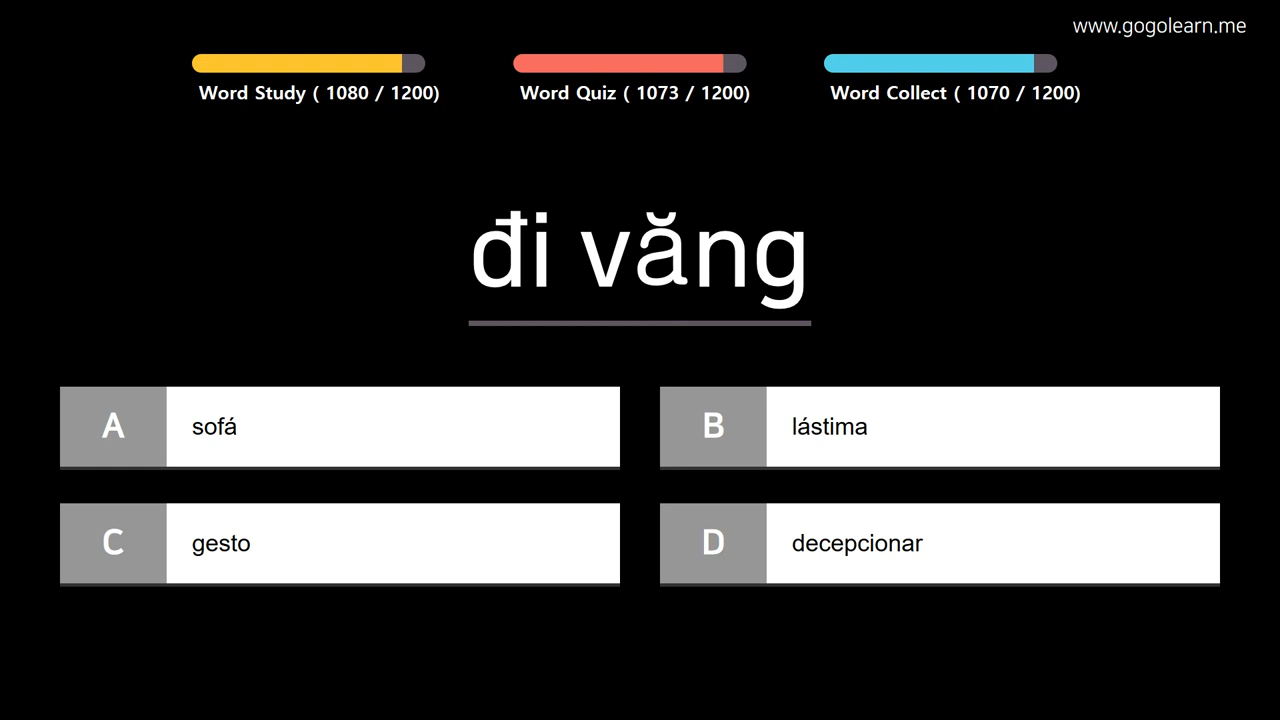 www.gogolearn.me
Word Study ( 1080 / 1200)
Word Quiz ( 1073 / 1200)
Word Collect ( 1070 / 1200)
đi văng
A sofá
B lástima
C gesto
D decepcionar